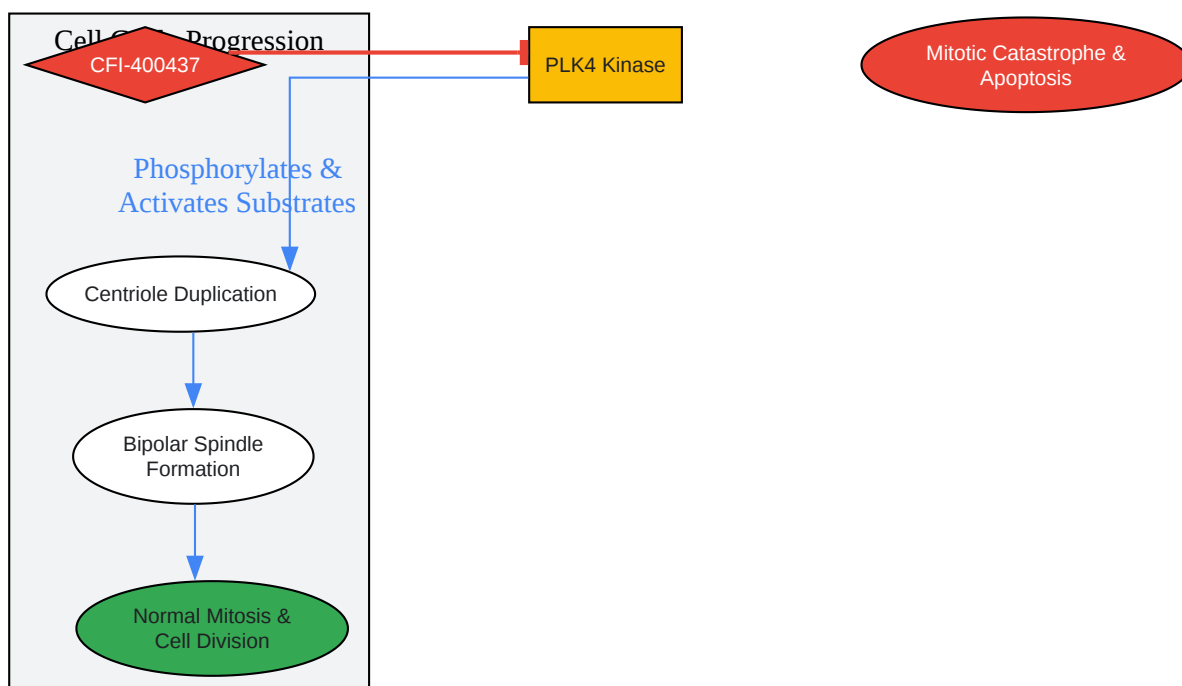 Cell Progression
CFI-400437
PLK4 Kinase
Mitotic Catastrophe &
Apoptosis
Phosphorylates &
Activates Substrates
Centriole Duplication
Bipolar Spindle
Formation
Normal Mitosis &
Cell Division